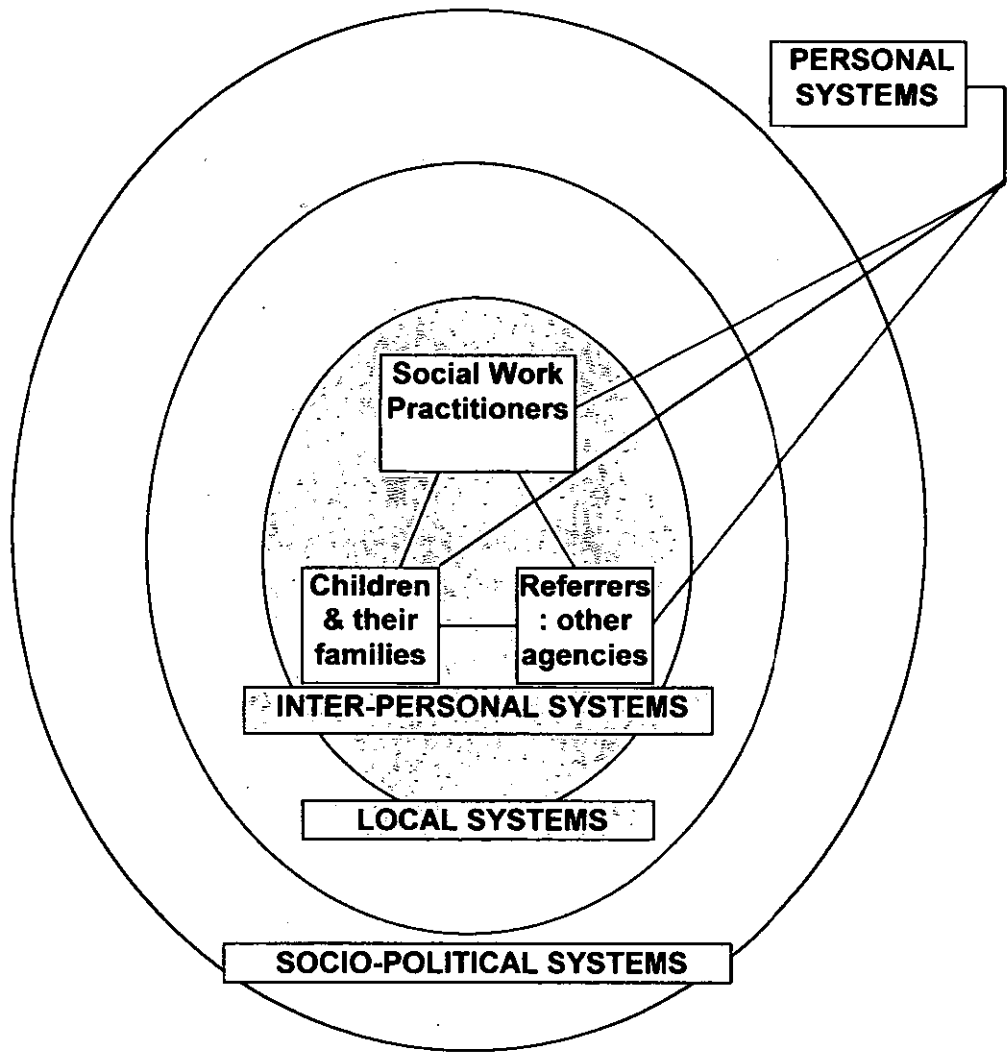 PERSONAL
SYSTEMS
Social Work
Practitioners
Children
& their
families
Referrers
: other
agencies
INTER-PERSONAL SYSTEMS
LOCAL SYSTEMS
SOCIO-POLITICAL SYSTEMS